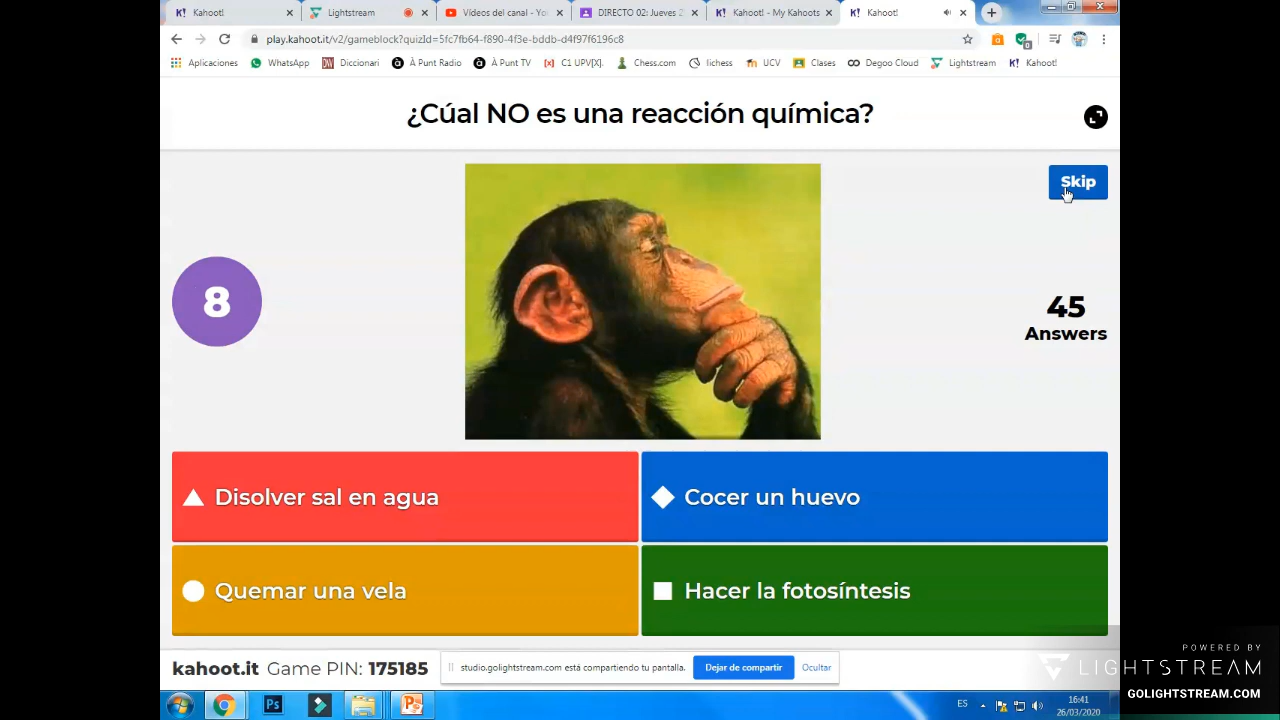 Kahoot!
Lightstream
Vídeos del canal - Yo
DIRECTO 02: Jueves 2
Kahoot! - My Kahoots
Kahoot!
play.kahoot.it/v2/gameblock?quizId=5fc7fb64-f890-4f3e-bddb-d4f97f6196c8
Aplicaciones WhatsApp Diccionari À Punt Radio À Punt TV C1 UPV[X]. Chess.com lichess UCV Clases Degoo Cloud Lightstream Kahoot!
¿Cúal NO es una reacción química?
Skip
8
45
Answers
Disolver sal en agua
Cocer un huevo
Quemar una vela
Hacer la fotosíntesis
kahoot.it Game PIN: 175185
studio.golightstream.com está compartiendo tu pantalla. Dejar de compartir Ocultar
POWERED BY
LIGHTSTREAM
GOLIGHTSTREAM.COM
Ps
ES
16:41
26/03/2020